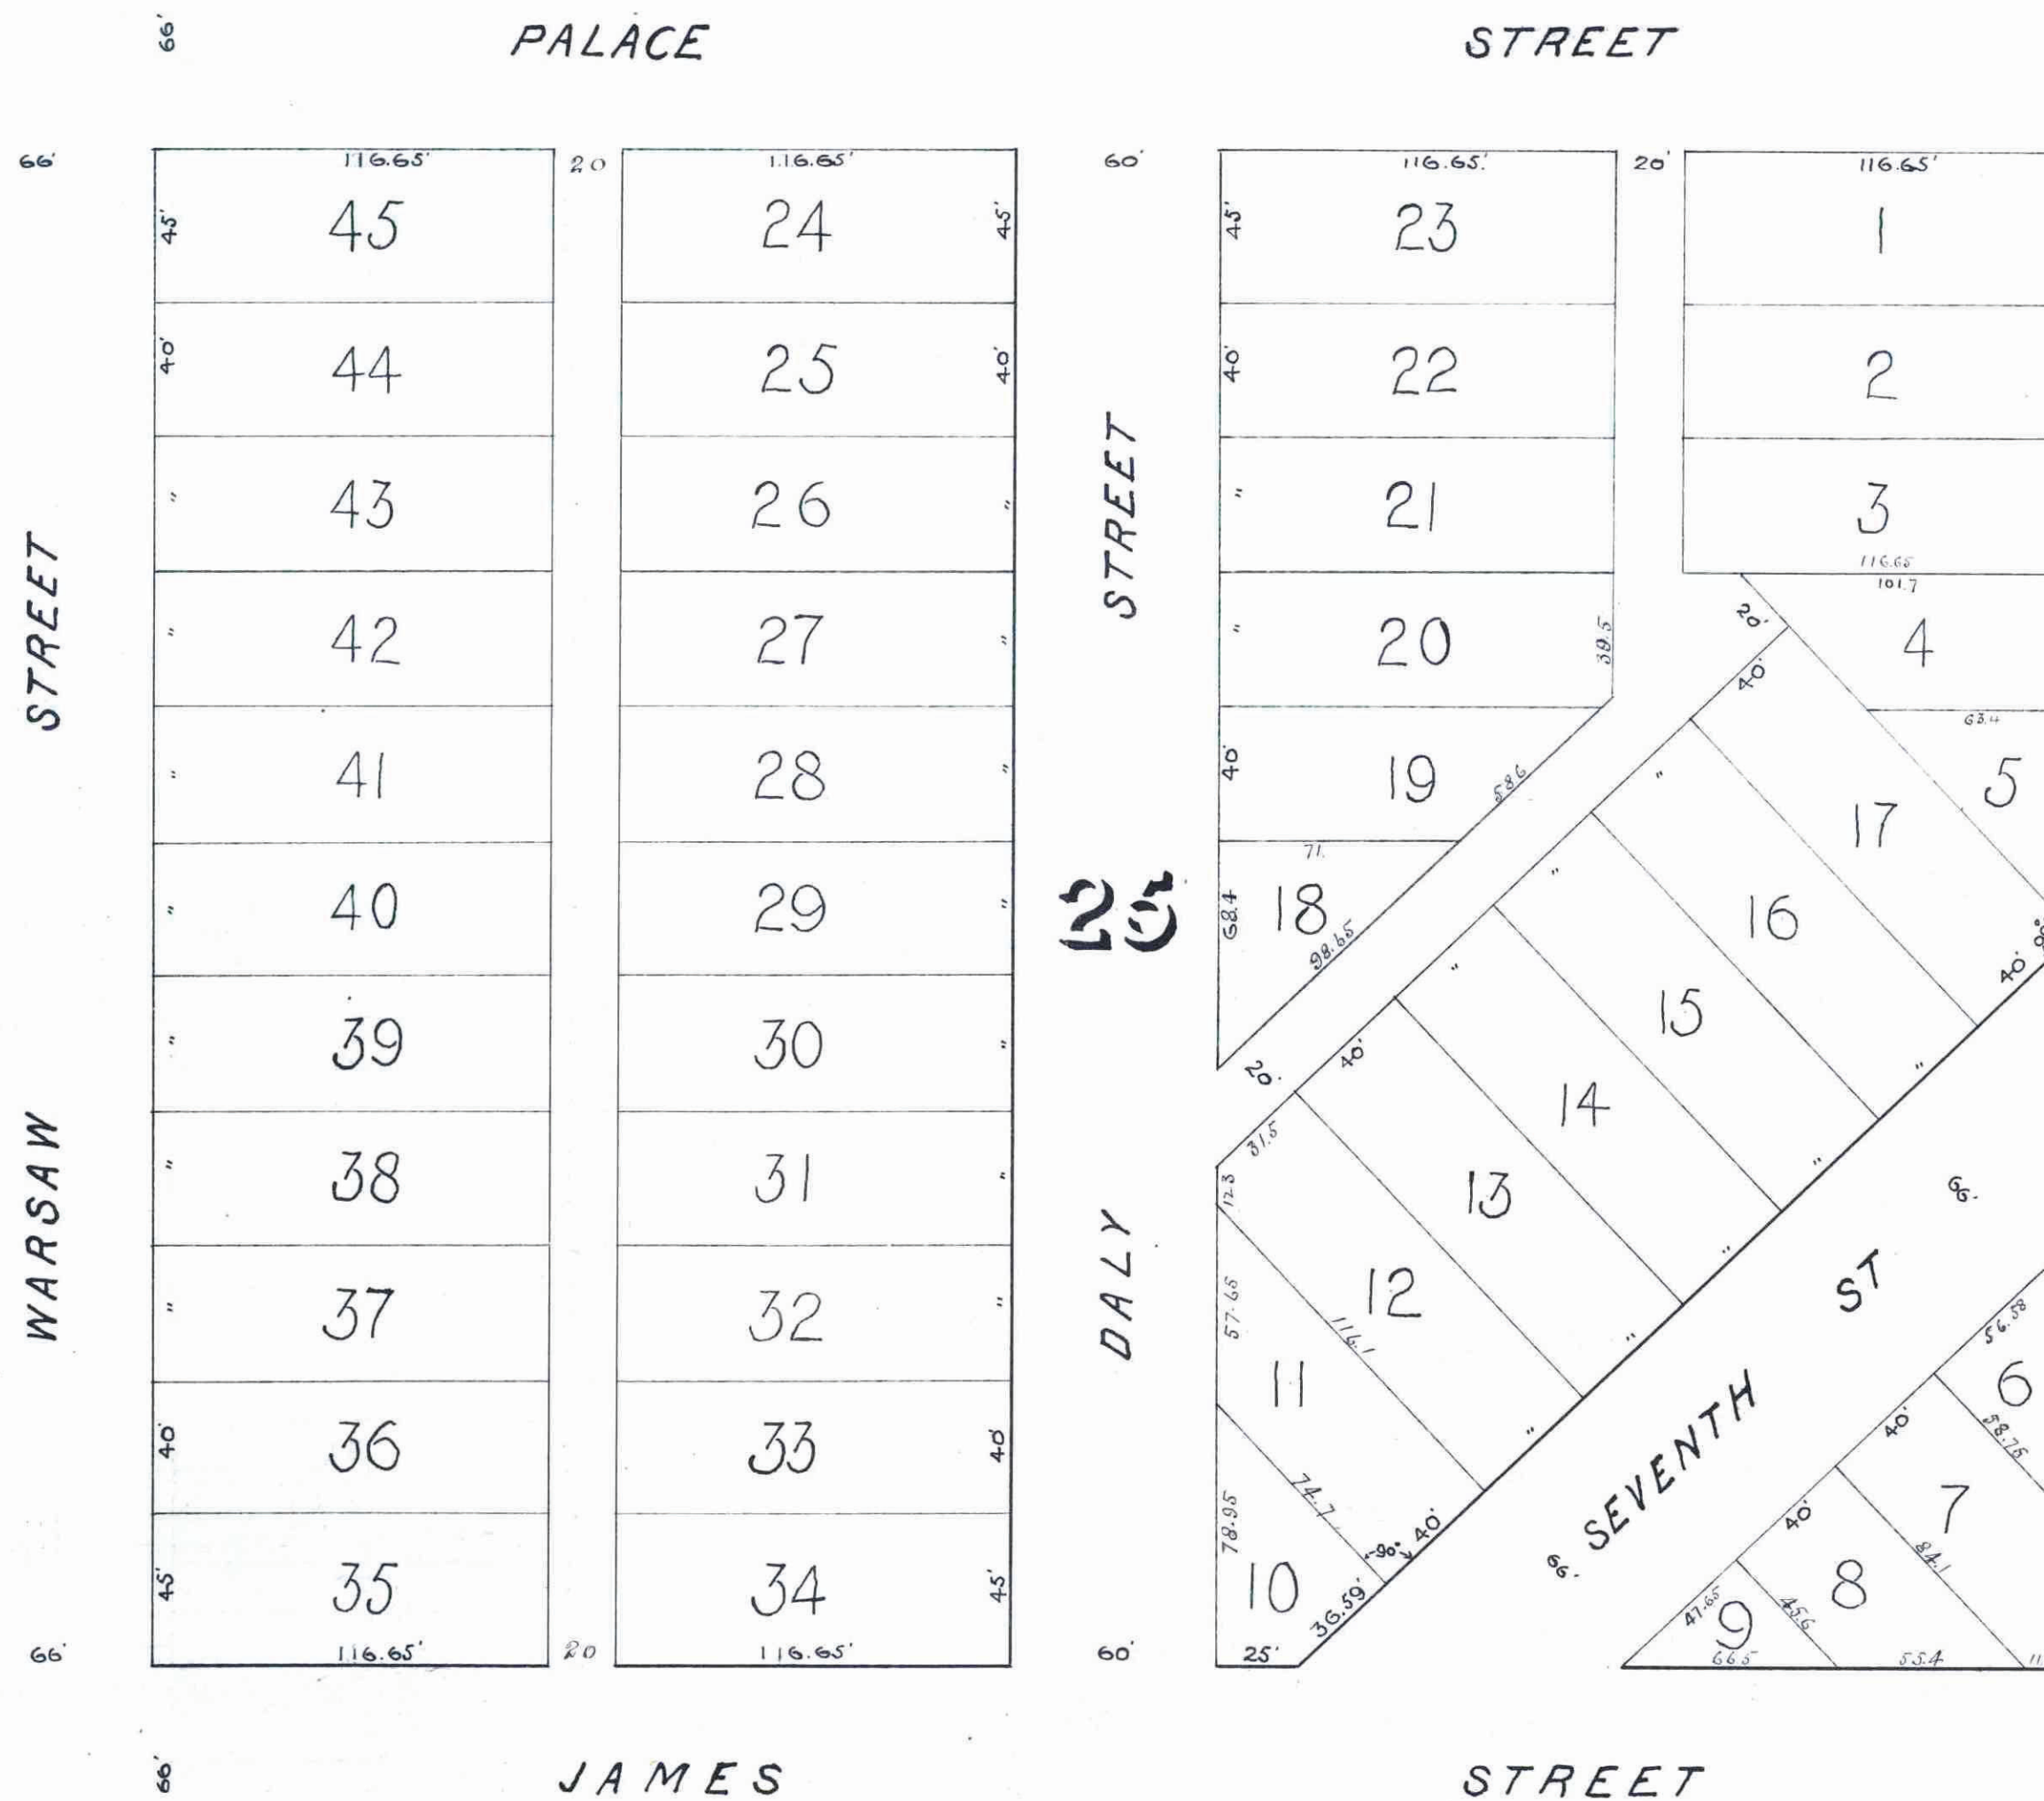 66'
PALACE STREET
66' 116.65' 20 116.65' 60' 116.65' 20' 116.65'
45' 45 24 45' 45' 23 1
40' 44 25 40' 40' 22 2
" 43 26 " " 21 3
116.65
101.7
" 42 27 " " 20 39.5 20' 4
40'
63.4
" 41 28 " 40' 19 58.6 " 17 5
71.
" 40 29 " 25 68.4 18 98.65 " 16
40'
" 39 30 " 20' 40' " 15 "
" 38 31 " 31.5 14 " 66'
12.3 13 "
" 37 32 " 57.65 12 116.1 "
11 56.58
40' 36 33 40' 74.7 " 40' 6 58.75
78.95 90° 40' 40' 7 84.1
45' 35 34 45' 10 36.59' 66' 47.65 9 45.6 8
66' 116.65' 20 116.65' 60' 25' 66.5 55.4 11
STREET
WARSAW
STREET
DALY
SEVENTH ST
66'
JAMES STREET